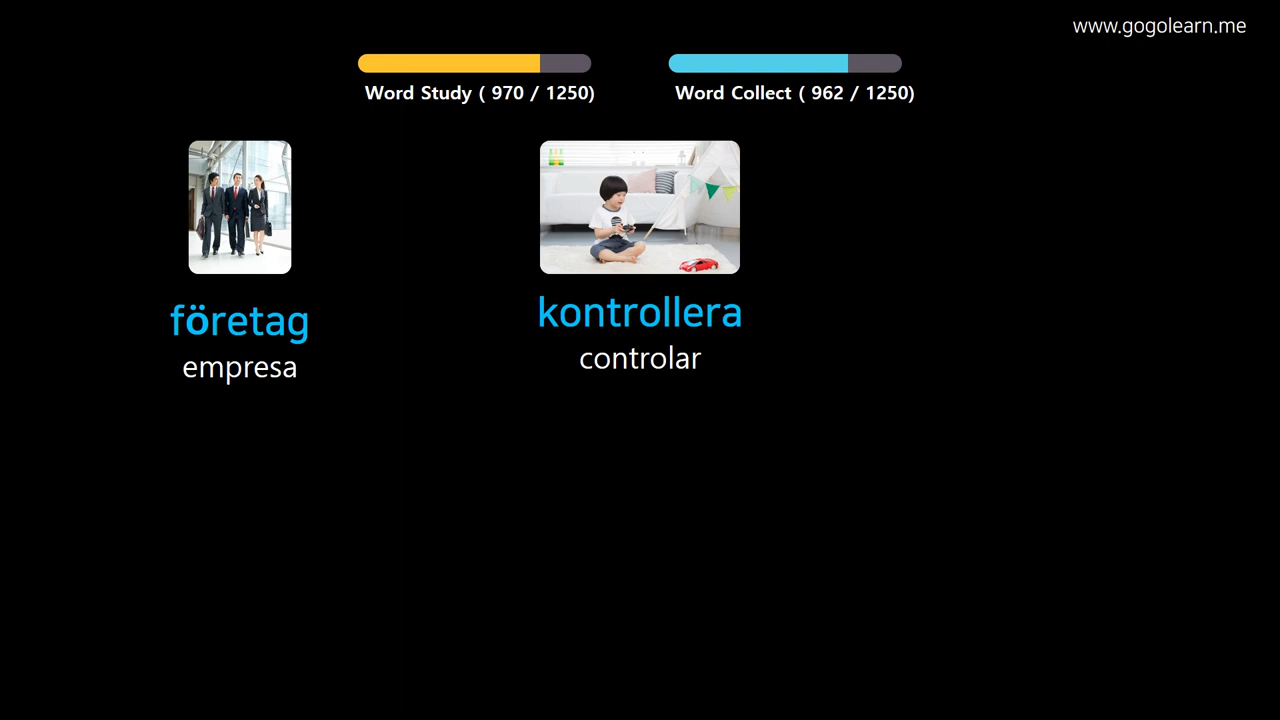 www.gogolearn.me
Word Study ( 970 / 1250)
Word Collect ( 962 / 1250)
företag
empresa
kontrollera
controlar